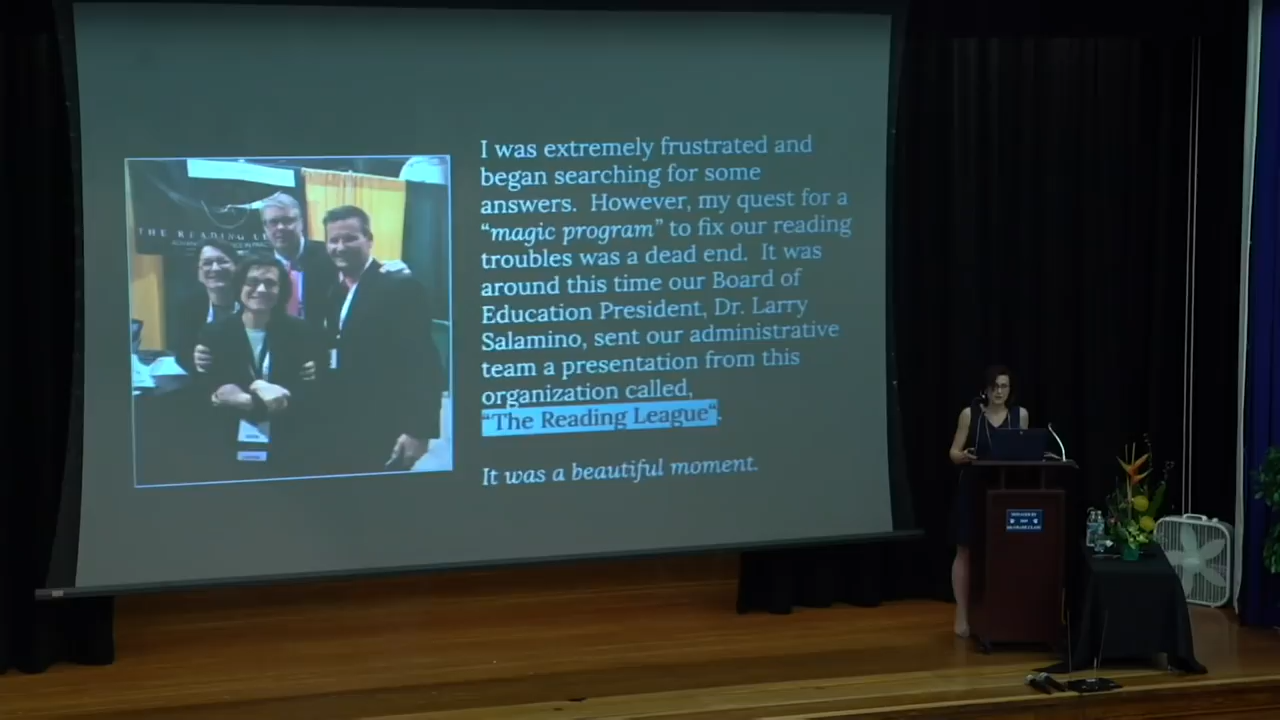 THE READING LE
I was extremely frustrated and
began searching for some
answers. However, my quest for a
“magic program” to fix our reading
troubles was a dead end. It was
around this time our Board of
Education President, Dr. Larry
Salamino, sent our administrative
team a presentation from this
organization called,
“The Reading League“.
It was a beautiful moment.